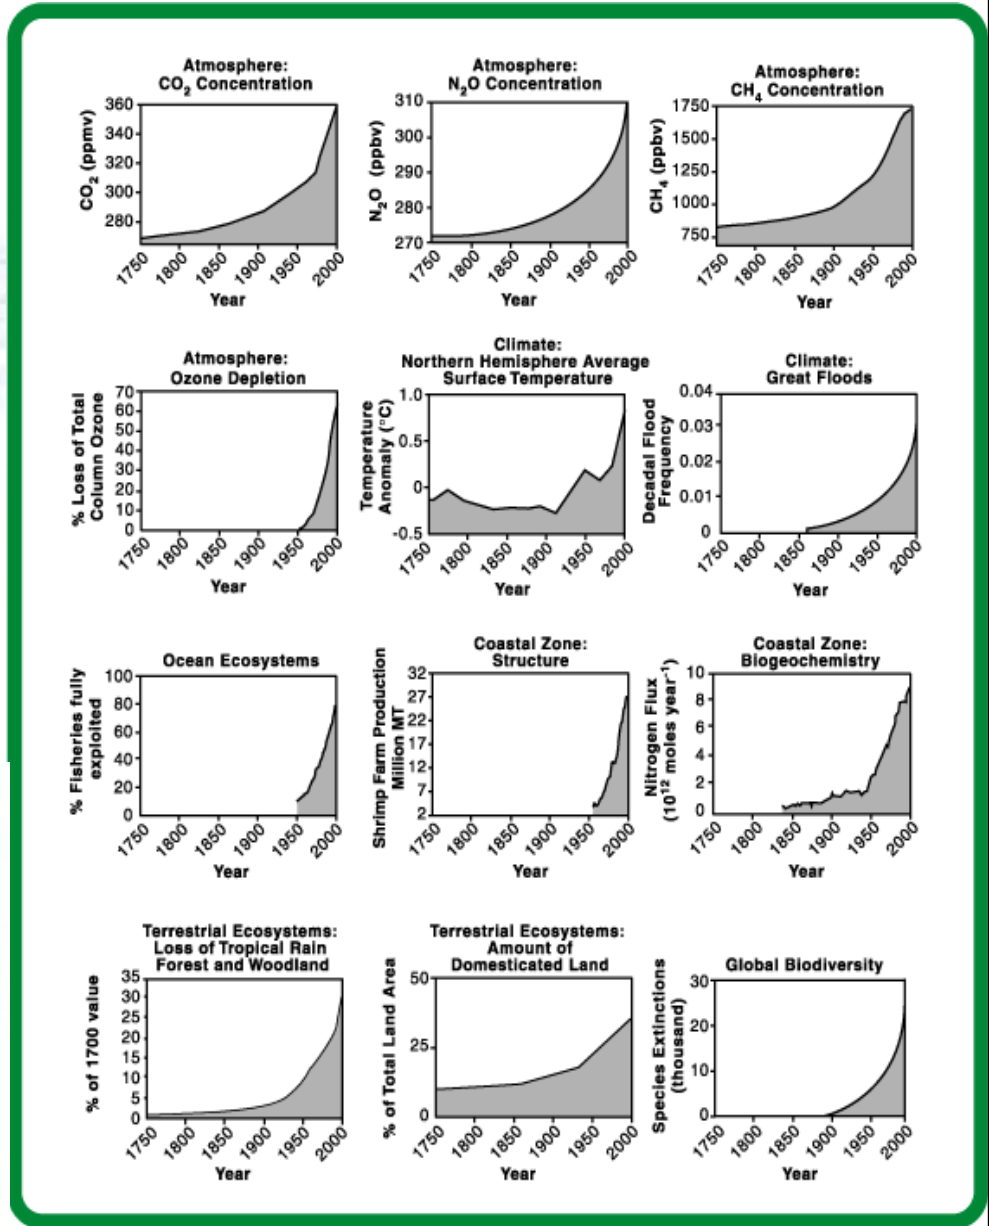 Atmosphere:
CO2 Concentration
CO2 (ppmv)
360
340
320
300
280
1750 1800 1850 1900 1950 2000
Year
Atmosphere:
N2O Concentration
N2O (ppbv)
310
300
290
280
270
1750 1800 1850 1900 1950 2000
Year
Atmosphere:
CH4 Concentration
CH4 (ppbv)
1750
1500
1250
1000
750
1750 1800 1850 1900 1950 2000
Year
Atmosphere:
Ozone Depletion
% Loss of Total
Column Ozone
70
60
50
40
30
20
10
0
1750 1800 1850 1900 1950 2000
Year
Climate:
Northern Hemisphere Average
Surface Temperature
Temperature
Anomaly (°C)
1.0
0.5
0
-0.5
1750 1800 1850 1900 1950 2000
Year
Climate:
Great Floods
Decadal Flood
Frequency
0.04
0.03
0.02
0.01
0
1750 1800 1850 1900 1950 2000
Year
Ocean Ecosystems
% Fisheries fully
exploited
100
80
60
40
20
0
1750 1800 1850 1900 1950 2000
Year
Coastal Zone:
Structure
Shrimp Farm Production
Million MT
32
27
22
17
12
7
2
1750 1800 1850 1900 1950 2000
Year
Coastal Zone:
Biogeochemistry
Nitrogen Flux
(10¹² moles year⁻¹)
10
8
6
4
2
0
1750 1800 1850 1900 1950 2000
Year
Terrestrial Ecosystems:
Loss of Tropical Rain
Forest and Woodland
% of 1700 value
35
30
25
20
15
10
5
0
1750 1800 1850 1900 1950 2000
Year
Terrestrial Ecosystems:
Amount of
Domesticated Land
% of Total Land Area
50
25
0
1750 1800 1850 1900 1950 2000
Year
Global Biodiversity
Species Extinctions
(thousand)
30
20
10
0
1750 1800 1850 1900 1950 2000
Year